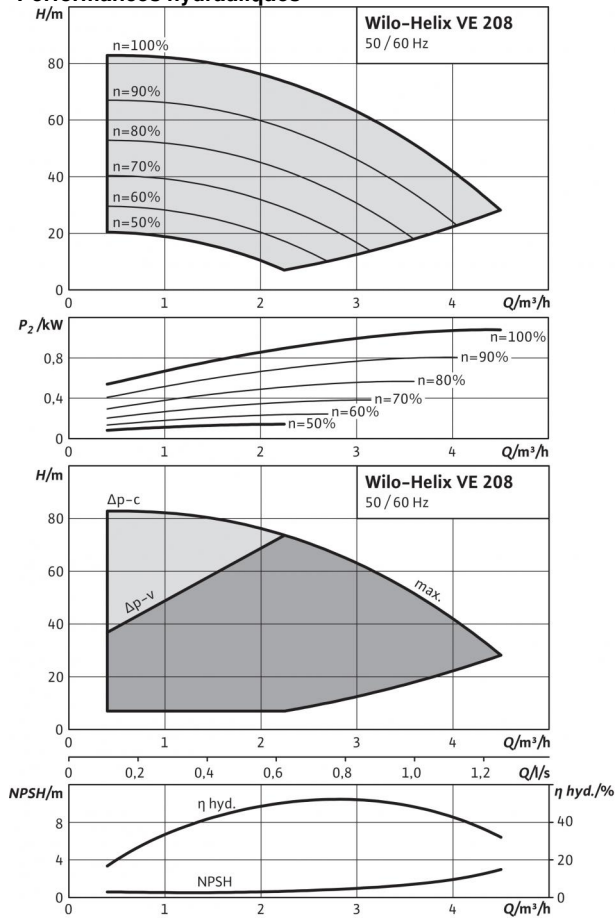 Performances hydrauliques
H/m
Wilo-Helix VE 208
50 / 60 Hz
n=100%
80
n=90%
60
n=80%
40
n=70%
n=60%
20
n=50%
0
0 1 2 3 4 Q/m³/h
P₂/kW
n=100%
0,8
n=90%
n=80%
0,4
n=70%
n=60%
n=50%
0
0 1 2 3 4 Q/m³/h
H/m
Wilo-Helix VE 208
50 / 60 Hz
Δp-c
80
60
Δp-v
max.
40
20
0
0 1 2 3 4 Q/m³/h
0 0,2 0,4 0,6 0,8 1,0 1,2 Q/l/s
NPSH/m
η hyd./%
η hyd.
8 40
4 20
NPSH
0 0
0 1 2 3 4 Q/m³/h